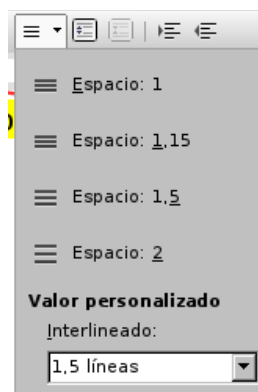 Espacio: 1
Espacio: 1,15
Espacio: 1,5
Espacio: 2
Valor personalizado
Interlineado:
1,5 líneas